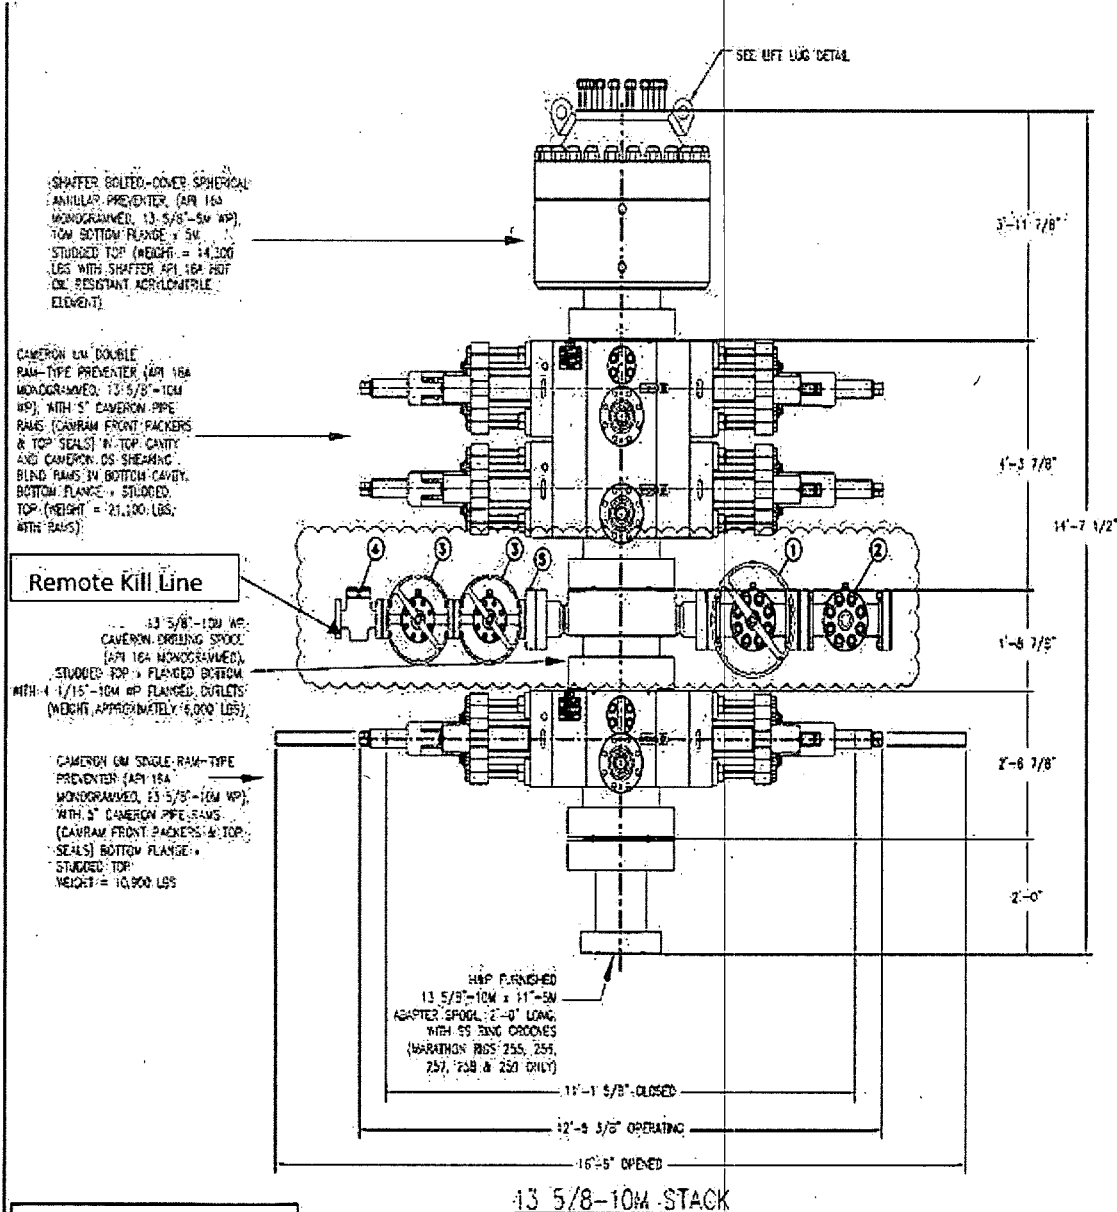 SEE LIFT LUG DETAIL
SHAFFER BOLTED-COVER SPHERICAL
ANNULAR PREVENTER, (API 16A
MONOGRAMMED, 13 5/8"-5M WP),
10M BOTTOM FLANGE x 5M
STUDDED TOP (WEIGHT = 14,300
LBS WITH SHAFFER API 16A HOT
OIL RESISTANT ACRYLONITRILE
ELEMENT)
3'-11 7/8"
CAMERON UM DOUBLE
RAM-TYPE PREVENTER (API 16A
MONOGRAMMED, 13 5/8"-10M
WP), WITH 5" CAMERON PIPE
RAMS (CAMRAM FRONT PACKERS
& TOP SEALS) IN TOP CAVITY
AND CAMERON DS SHEARING
BLIND RAMS IN BOTTOM CAVITY.
BOTTOM FLANGE x STUDDED
TOP (WEIGHT = 21,100 LBS,
WITH RAMS)
4'-3 7/8"
14'-7 1/2"
4
3
3
5
1
2
Remote Kill Line
13 5/8"-10M WP
CAMERON DRILLING SPOOL
(API 16A MONOGRAMMED),
STUDDED TOP x FLANGED BOTTOM
WITH 4 1/16"-10M WP FLANGED OUTLETS
(WEIGHT APPROXIMATELY 6,000 LBS),
7/8"
CAMERON UM SINGLE RAM-TYPE
PREVENTER (API 16A
MONOGRAMMED, 13 5/8"-10M WP),
WITH 5" CAMERON PIPE RAMS
(CAMRAM FRONT PACKERS & TOP
SEALS) BOTTOM FLANGE x
STUDDED TOP
WEIGHT = 10,900 LBS
2'-6 7/8"
2'-0"
H&P FURNISHED
13 5/8"-10M x 11"-5M
ADAPTER SPOOL, 2'-0" LONG,
WITH SS RING GROOVES
(MARATHON RIGS 255, 256,
257, 258 & 259 ONLY)
11'-1 5/8" CLOSED
12'-5 3/8" OPERATING
16'-5" OPENED
13 5/8-10M STACK